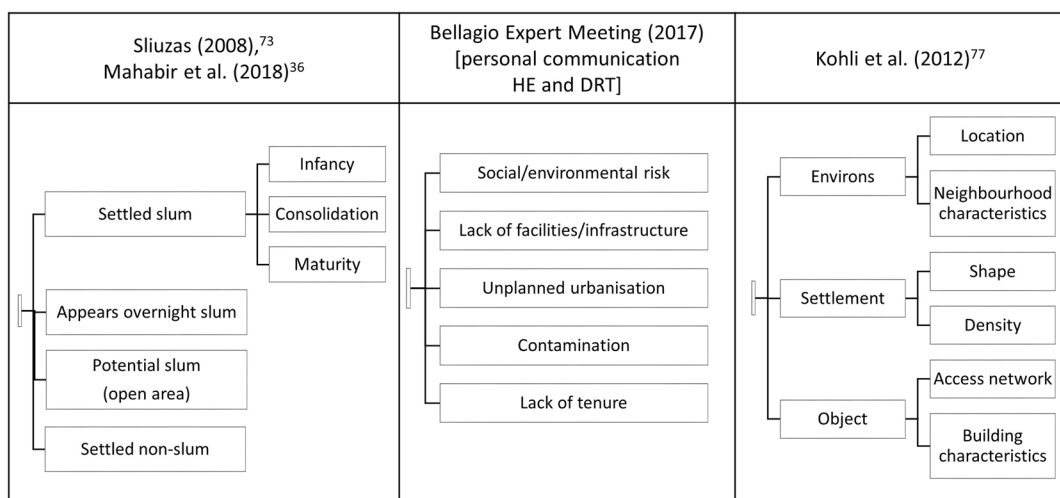 Sliuzas (2008),73
Mahabir et al. (2018)36
Bellagio Expert Meeting (2017)
[personal communication
HE and DRT]
Kohli et al. (2012)77
Settled slum
Infancy
Consolidation
Maturity
Appears overnight slum
Potential slum
(open area)
Settled non-slum
Social/environmental risk
Lack of facilities/infrastructure
Unplanned urbanisation
Contamination
Lack of tenure
Environs
Location
Neighbourhood
characteristics
Settlement
Shape
Density
Object
Access network
Building
characteristics